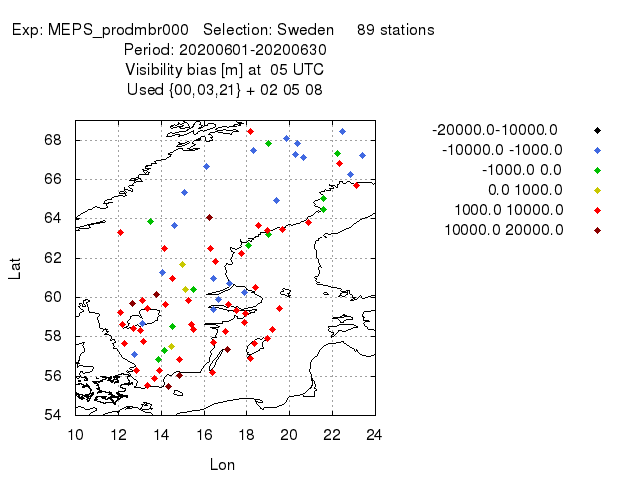 Exp: MEPS_prodmbr000 Selection: Sweden 89 stations
Period: 20200601-20200630
Visibility bias [m] at 05 UTC
Used {00,03,21} + 02 05 08
-20000.0-10000.0
-10000.0 -1000.0
-1000.0 0.0
0.0 1000.0
1000.0 10000.0
10000.0 20000.0
Lat
68
66
64
62
60
58
56
54
10 12 14 16 18 20 22 24
Lon